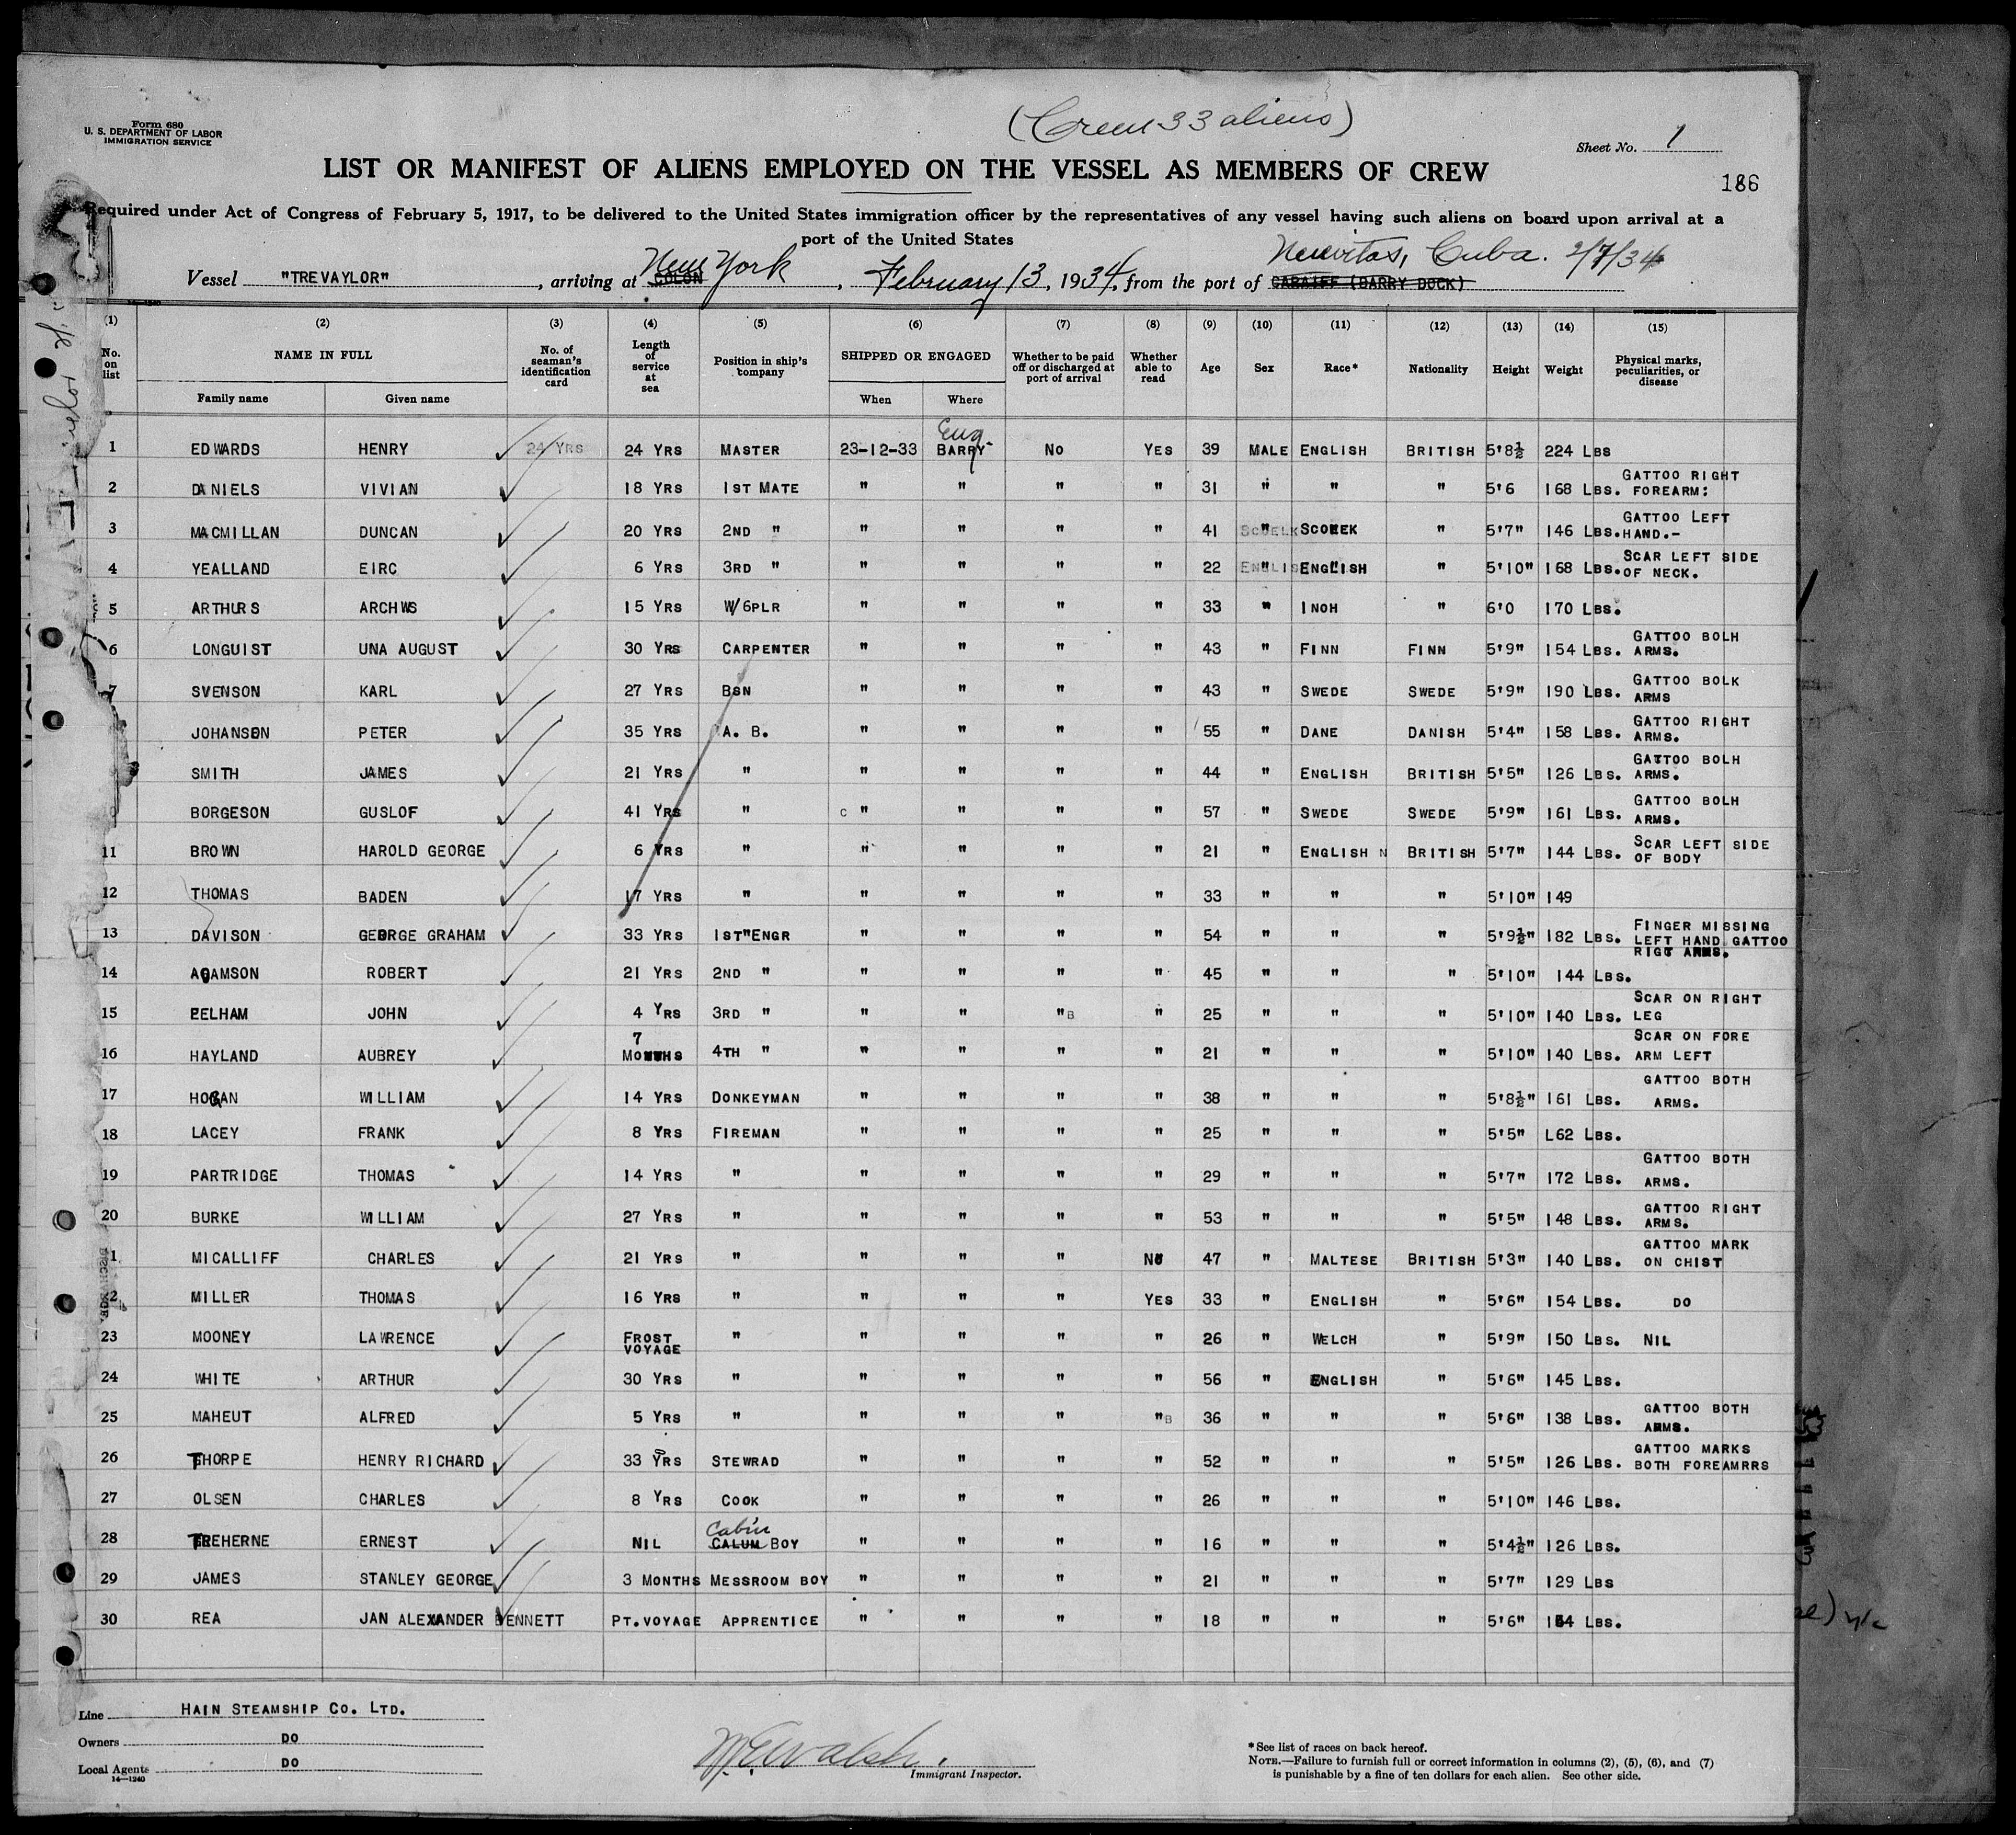 (Crew 33 aliens)
Form 680
U. S. DEPARTMENT OF LABOR
IMMIGRATION SERVICE
Sheet No. 1
LIST OR MANIFEST OF ALIENS EMPLOYED ON THE VESSEL AS MEMBERS OF CREW
186
Required under Act of Congress of February 5, 1917, to be delivered to the United States immigration officer by the representatives of any vessel having such aliens on board upon arrival at a
port of the United States
Vessel "TREVAYLOR", arriving at COLON New York, February 13, 1934, from the port of CARDIFF (BARRY DOCK) Nuevitas, Cuba. 2/7/34
(1) (2) (3) (4) (5) (6) (7) (8) (9) (10) (11) (12) (13) (14) (15)
No. on list NAME IN FULL Family name Given name No. of seaman's identification card Length of service at sea Position in ship's company SHIPPED OR ENGAGED When Where Whether to be paid off or discharged at port of arrival Whether able to read Age Sex Race* Nationality Height Weight Physical marks, peculiarities, or disease
1 EDWARDS HENRY 24 YRS 24 YRS MASTER 23-12-33 BARRY Eng. NO YES 39 MALE ENGLISH BRITISH 5'8½ 224 LBS
2 DANIELS VIVIAN 18 YRS 1ST MATE " " " " 31 " " " 5'6 168 LBS. GATTOO RIGHT FOREARM:
3 MACMILLAN DUNCAN 20 YRS 2ND " " " " " 41 " " 5'7" 146 LBS. GATTOO LEFT HAND.-
4 YEALLAND EIRC 6 YRS 3RD " " " " " 22 " ENGLISH " 5'10" 168 LBS. SCAR LEFT SIDE OF NECK.
5 ARTHURS ARCHWS 15 YRS W/6PLR " " " " 33 " INOH " 6'0 170 LBS.
6 LONGUIST UNA AUGUST 30 YRS CARPENTER " " " " 43 " FINN FINN 5'9" 154 LBS. GATTOO BOLH ARMS.
7 SVENSON KARL 27 YRS BSN " " " " 43 " SWEDE SWEDE 5'9" 190 LBS. GATTOO BOLK ARMS
JOHANSEN PETER 35 YRS A. B. " " " " 55 " DANE DANISH 5'4" 158 LBS. GATTOO RIGHT ARMS.
SMITH JAMES 21 YRS " " " " " 44 " ENGLISH BRITISH 5'5" 126 LBS. GATTOO BOLH ARMS.
BORGESON GUSLOF 41 YRS " C " " " " 57 " SWEDE SWEDE 5'9" 161 LBS. GATTOO BOLH ARMS.
11 BROWN HAROLD GEORGE 6 YRS " " " " " 21 " ENGLISH N BRITISH 5'7" 144 LBS. SCAR LEFT SIDE OF BODY
12 THOMAS BADEN 17 YRS " " " " " 33 " " " 5'10" 149
13 DAVISON GEORGE GRAHAM 33 YRS 1ST"ENGR " " " " 54 " " " 5'9½" 182 LBS. FINGER MISSING LEFT HAND GATTOO RIGT ARMS.
14 ADAMSON ROBERT 21 YRS 2ND " " " " " 45 " " " 5'10" 144 LBS.
15 PELHAM JOHN 4 YRS 3RD " " " "B " 25 " " " 5'10" 140 LBS. SCAR ON RIGHT LEG
16 HAYLAND AUBREY 7 MONTHS 4TH " " " " " 21 " " " 5'10" 140 LBS. SCAR ON FORE ARM LEFT
17 HOGAN WILLIAM 14 YRS DONKEYMAN " " " " 38 " " " 5'8½" 161 LBS. GATTOO BOTH ARMS.
18 LACEY FRANK 8 YRS FIREMAN " " " " 25 " " " 5'5" L62 LBS.
19 PARTRIDGE THOMAS 14 YRS " " " " " 29 " " " 5'7" 172 LBS. GATTOO BOTH ARMS.
20 BURKE WILLIAM 27 YRS " " " " " 53 " " " 5'5" 148 LBS. GATTOO RIGHT ARMS.
1 MICALLIFF CHARLES 21 YRS " " " " NO 47 " MALTESE BRITISH 5'3" 140 LBS. GATTOO MARK ON CHIST
2 MILLER THOMAS 16 YRS " " " " YES 33 " ENGLISH " 5'6" 154 LBS. DO
23 MOONEY LAWRENCE FROST VOYAGE " " " " " 26 " WELCH " 5'9" 150 LBS. NIL
24 WHITE ARTHUR 30 YRS " " " " " 56 " ENGLISH " 5'6" 145 LBS.
25 MAHEUT ALFRED 5 YRS " " " " "B 36 " " " 5'6" 138 LBS. GATTOO BOTH ARMS.
26 THORPE HENRY RICHARD 33 YRS STEWRAD " " " " 52 " " " 5'5" 126 LBS. GATTOO MARKS BOTH FOREAMRRS
27 OLSEN CHARLES 8 YRS COOK " " " " 26 " " " 5'10" 146 LBS.
28 TREHERNE ERNEST NIL CALUM Cabin BOY " " " " 16 " " " 5'4½" 126 LBS.
29 JAMES STANLEY GEORGE 3 MONTHS MESSROOM BOY " " " " 21 " " " 5'7" 129 LBS
30 REA JAN ALEXANDER BENNETT PT.VOYAGE APPRENTICE " " " " 18 " " " 5'6" 154 LBS.
Line HAIN STEAMSHIP CO. LTD.
Owners DO
Local Agents DO
14—1240
Immigrant Inspector.
*See list of races on back hereof.
NOTE.—Failure to furnish full or correct information in columns (2), (5), (6), and (7)
is punishable by a fine of ten dollars for each alien. See other side.